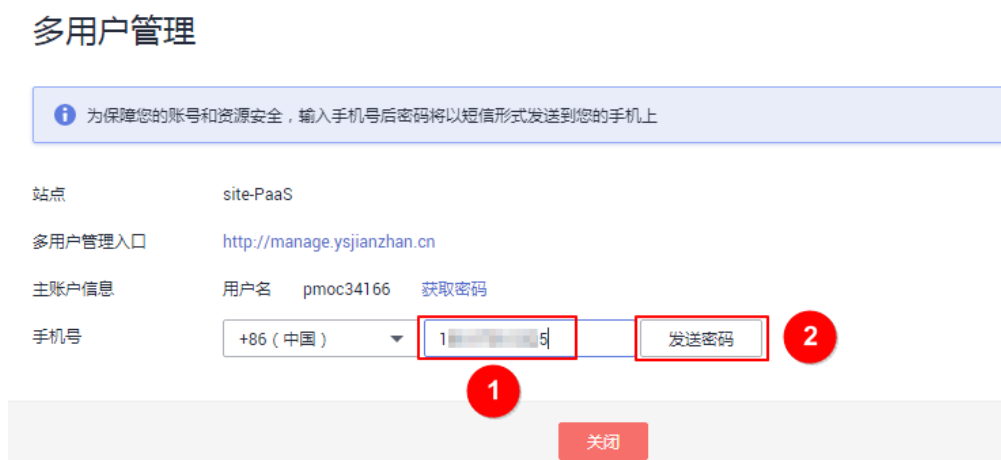 多用户管理
为保障您的账号和资源安全，输入手机号后密码将以短信形式发送到您的手机上
站点 site-PaaS
多用户管理入口 http://manage.ysjianzhan.cn
主账户信息 用户名 pmoc34166 获取密码
手机号 +86（中国） 1 5 发送密码 2
1
关闭